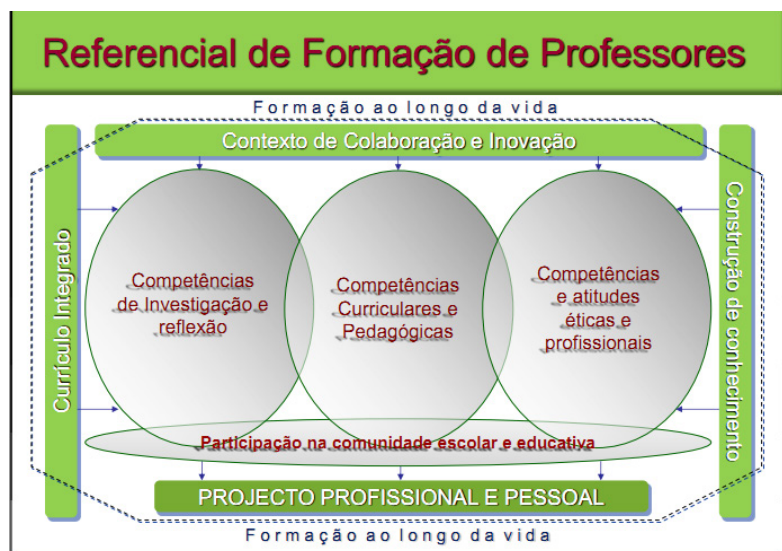 Referencial de Formação de Professores
Formação ao longo da vida
Contexto de Colaboração e Inovação
Currículo Integrado
Competências
de Investigação e
reflexão
Competências
Curriculares e
Pedagógicas
Competências
e atitudes
éticas e
profissionais
Construção de conhecimento
Participação na comunidade escolar e educativa
PROJECTO PROFISSIONAL E PESSOAL
Formação ao longo da vida